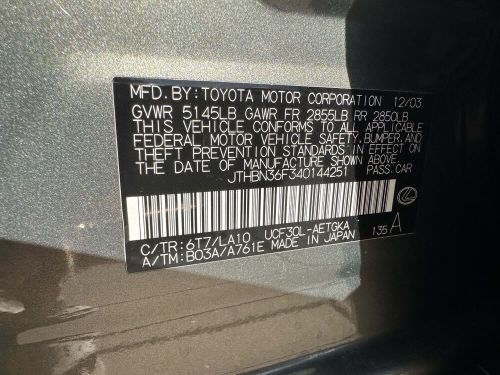 MFD. BY: TOYOTA MOTOR CORPORATION 12/03
GVWR 5145LB GAWR FR 2855LB RR 2850LB
THIS VEHICLE CONFORMS TO ALL APPLICABLE
FEDERAL MOTOR VEHICLE SAFETY, BUMPER, AND
THEFT PREVENTION STANDARDS IN EFFECT ON
THE DATE OF MANUFACTURE SHOWN ABOVE.
JTHBN36F340144251 PASS. CAR
C/TR: 6T7/LA10 UCF30L-AETGKA
A/TM: B03A/A761E MADE IN JAPAN 135 A